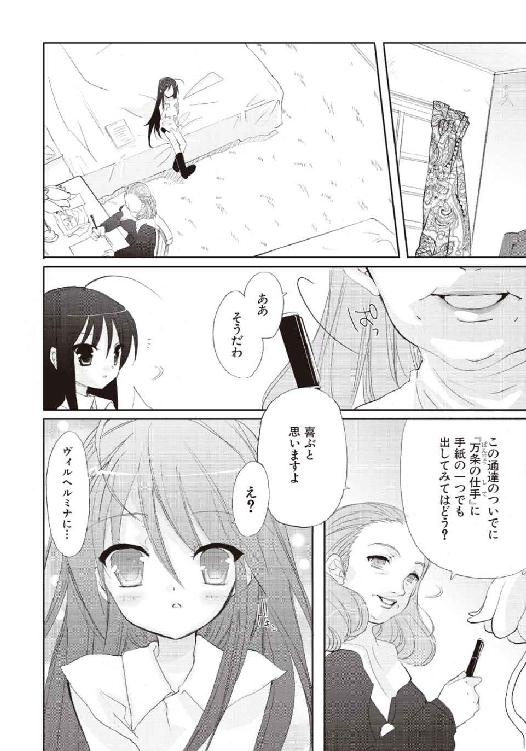 ぱっ
ああ
そうだわ
この通達のついでに
『万条の仕手』に
手紙の一つでも
出してみてはどう？
喜ぶと
思いますよ
え？
ヴィルヘルミナに…